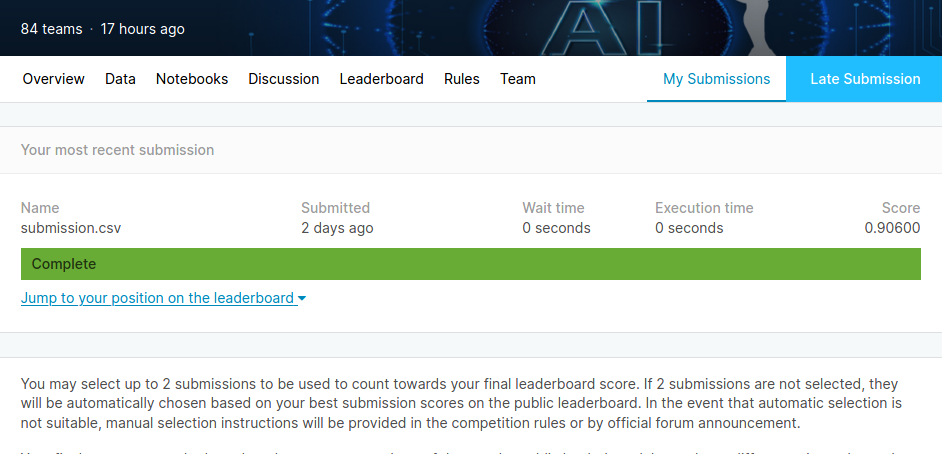 AI
84 teams · 17 hours ago
Overview Data Notebooks Discussion Leaderboard Rules Team My Submissions Late Submission
Your most recent submission
Name Submitted Wait time Execution time Score
submission.csv 2 days ago 0 seconds 0 seconds 0.90600
Complete
Jump to your position on the leaderboard
You may select up to 2 submissions to be used to count towards your final leaderboard score. If 2 submissions are not selected, they
will be automatically chosen based on your best submission scores on the public leaderboard. In the event that automatic selection is
not suitable, manual selection instructions will be provided in the competition rules or by official forum announcement.